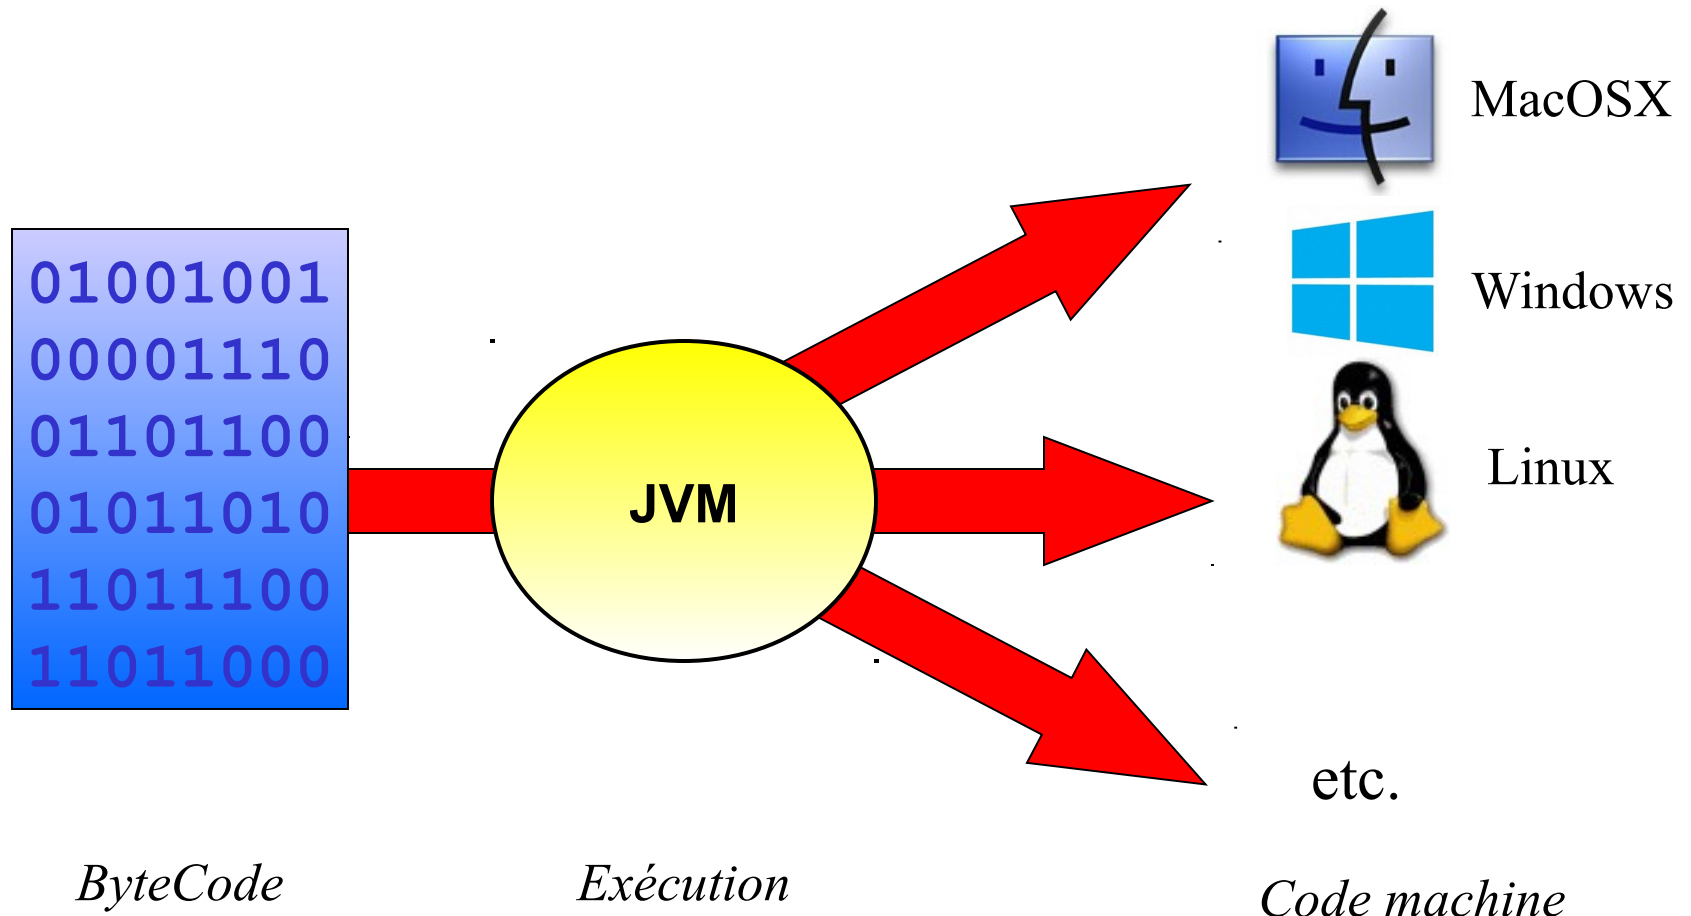 MacOSX
01001001
00001110
01101100
01011010
11011100
11011000
JVM
Windows
Linux
etc.
ByteCode
Exécution
Code machine